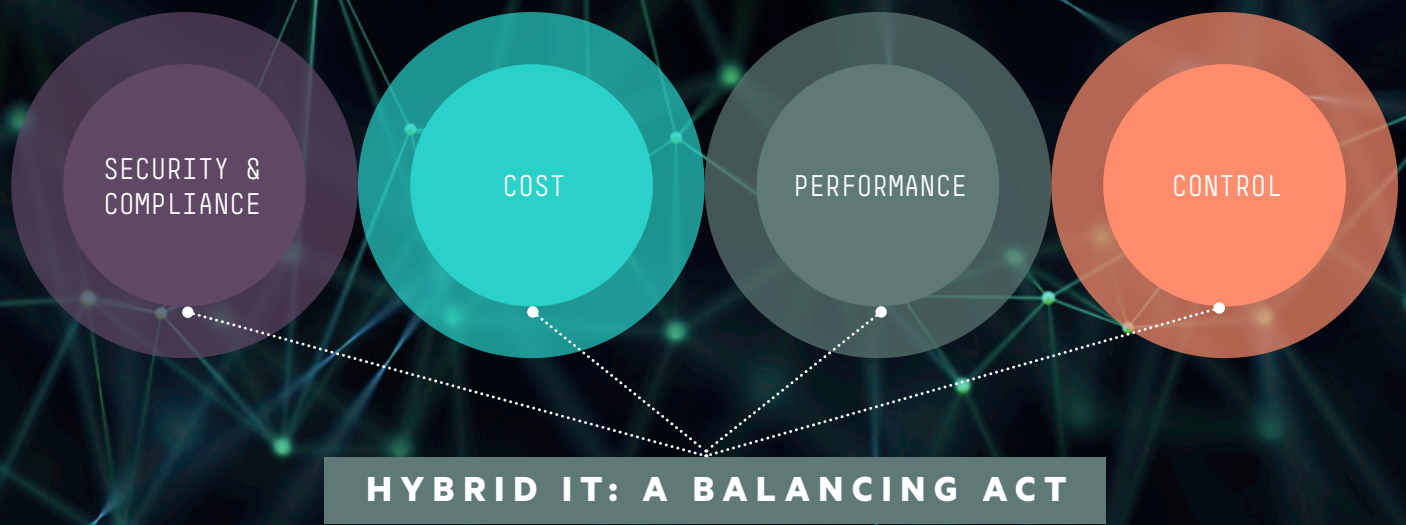 SECURITY &
COMPLIANCE
COST
PERFORMANCE
CONTROL
HYBRID IT: A BALANCING ACT